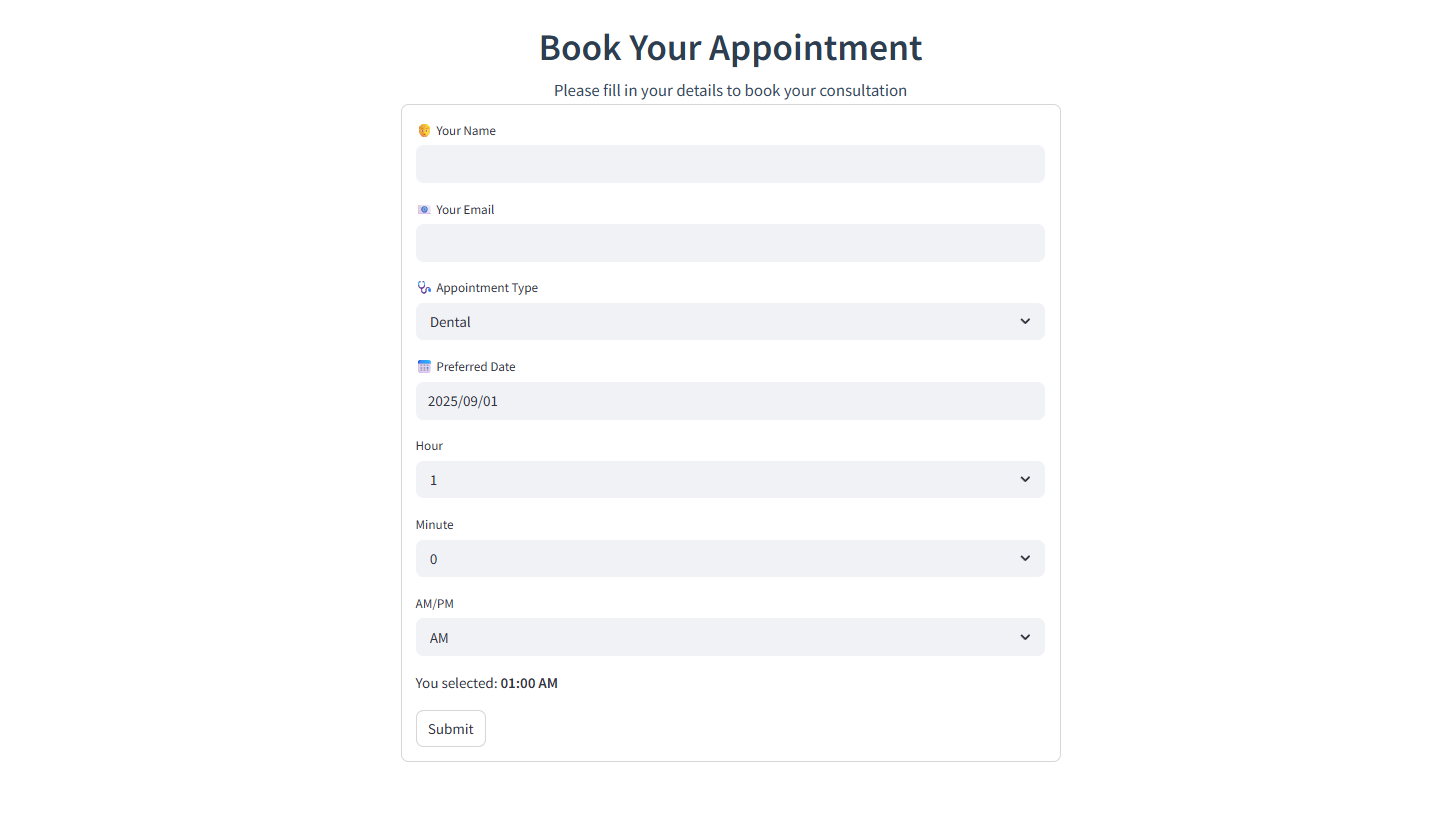 Book Your Appointment
Please fill in your details to book your consultation
Your Name
Your Email
Appointment Type
Dental
Preferred Date
2025/09/01
Hour
1
Minute
0
AM/PM
AM
You selected: 01:00 AM
Submit